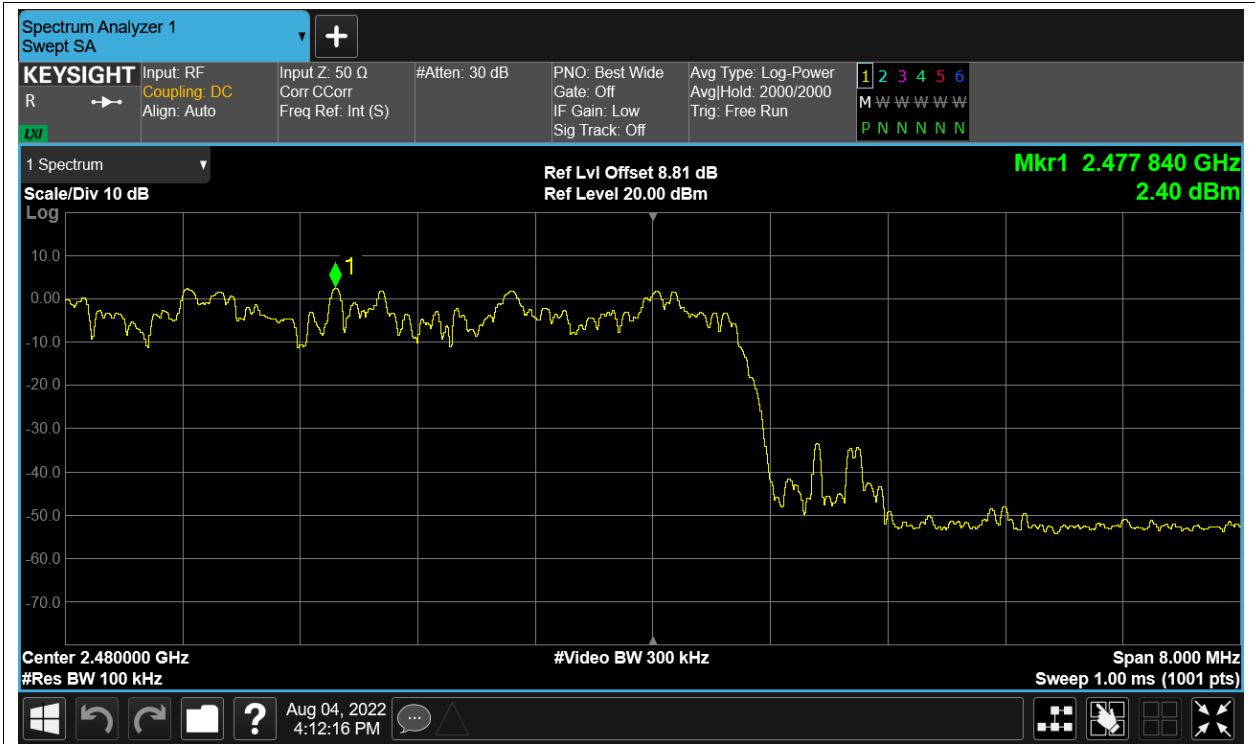 Spectrum Analyzer 1
Swept SA
+
KEYSIGHT
R
LXI
Input: RF
Coupling: DC
Align: Auto
Input Z: 50 Ω
Corr CCorr
Freq Ref: Int (S)
#Atten: 30 dB
PNO: Best Wide
Gate: Off
IF Gain: Low
Sig Track: Off
Avg Type: Log-Power
Avg|Hold: 2000/2000
Trig: Free Run
1 2 3 4 5 6
M W W W W W
P N N N N N
1 Spectrum
Scale/Div 10 dB
Log
Ref Lvl Offset 8.81 dB
Ref Level 20.00 dBm
Mkr1 2.477 840 GHz
2.40 dBm
1
10.0
0.00
-10.0
-20.0
-30.0
-40.0
-50.0
-60.0
-70.0
Center 2.480000 GHz
#Res BW 100 kHz
#Video BW 300 kHz
Span 8.000 MHz
Sweep 1.00 ms (1001 pts)
?
Aug 04, 2022
4:12:16 PM